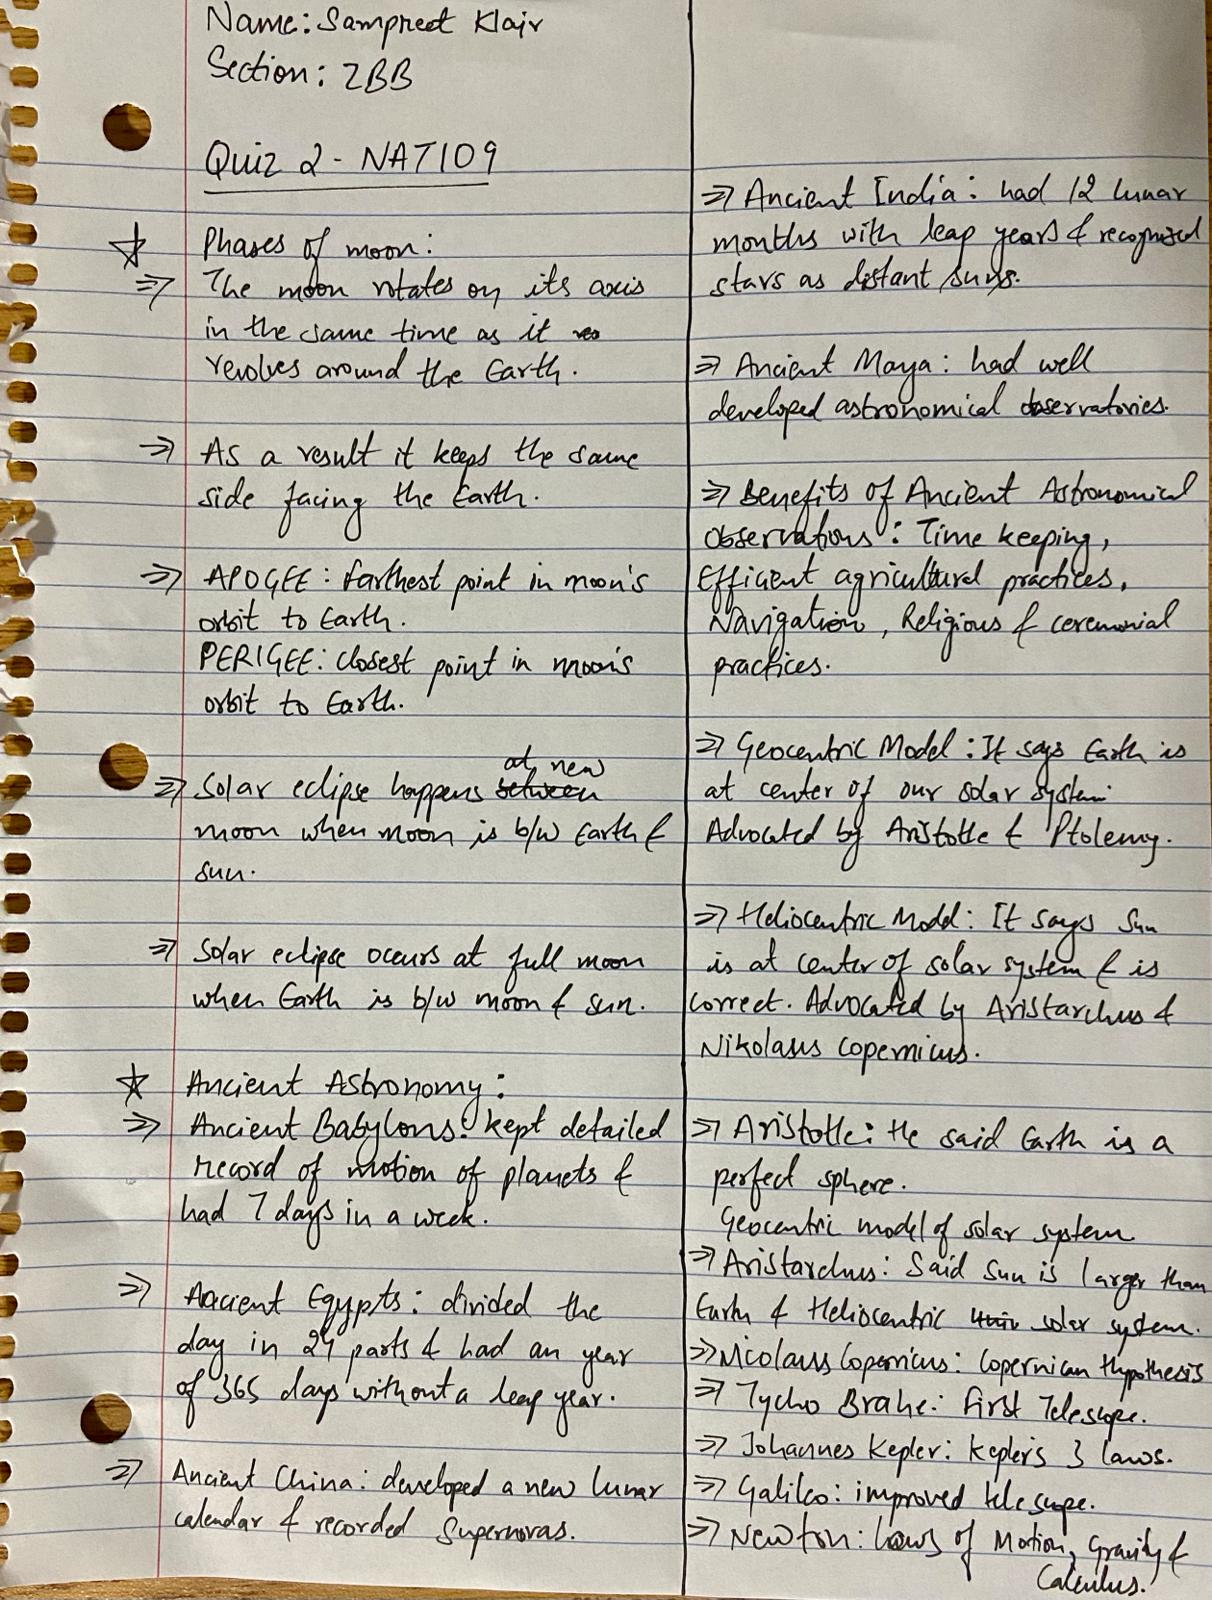 Name: Sampreet Klair
Section: ZBB
Quiz 2 - NAT109
☆ Phases of moon:
⇒ The moon rotates on its axis
in the same time as it
revolves around the Earth.
⇒ As a result it keeps the same
side facing the Earth.
⇒ APOGEE: farthest point in moon's
orbit to Earth.
PERIGEE: closest point in moon's
orbit to Earth.
⇒ Solar eclipse happens at new
moon when moon is b/w Earth &
sun.
⇒ Solar eclipse occurs at full moon
when Earth is b/w moon & sun.
☆ Ancient Astronomy:
⇒ Ancient Babylons: kept detailed
record of motion of planets &
had 7 days in a week.
⇒ Ancient Egypts: divided the
day in 24 parts & had an year
of 365 days without a leap year.
⇒ Ancient China: developed a new lunar
calendar & recorded Supernovas.
⇒ Ancient India: had 12 lunar
months with leap years & recognized
stars as distant suns.
⇒ Ancient Maya: had well
developed astronomical observatories.
⇒ Benefits of Ancient Astronomical
Observations: Time keeping,
Efficient agricultural practices,
Navigation, Religious & ceremonial
practices.
⇒ Geocentric Model: It says Earth is
at center of our solar system.
Advocated by Aristotle & Ptolemy.
⇒ Heliocentric Model: It says Sun
is at center of solar system & is
correct. Advocated by Aristarchus &
Nikolaus Copernicus.
⇒ Aristotle: He said Earth is a
perfect sphere.
Geocentric model of solar system
⇒ Aristarchus: Said Sun is larger than
Earth & Heliocentric solar system.
⇒ Nicolauss Copernicus: Copernican Hypothesis
⇒ Tycho Brahe: First Telescope.
⇒ Johannes Kepler: Kepler's 3 laws.
⇒ Galileo: improved telescope.
⇒ Newton: Laws of Motion, Gravity &
Calculus.